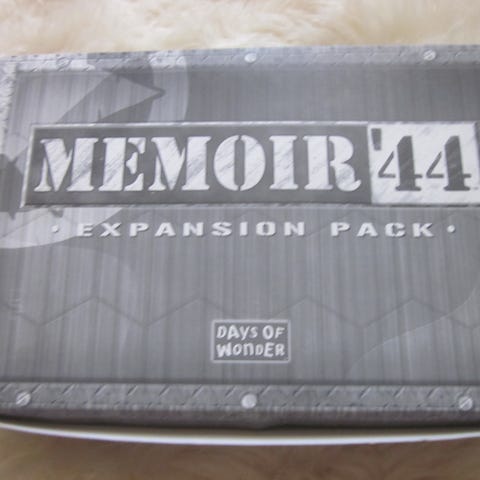 MEMOIR '44
• EXPANSION PACK •
DAYS OF
WONDER